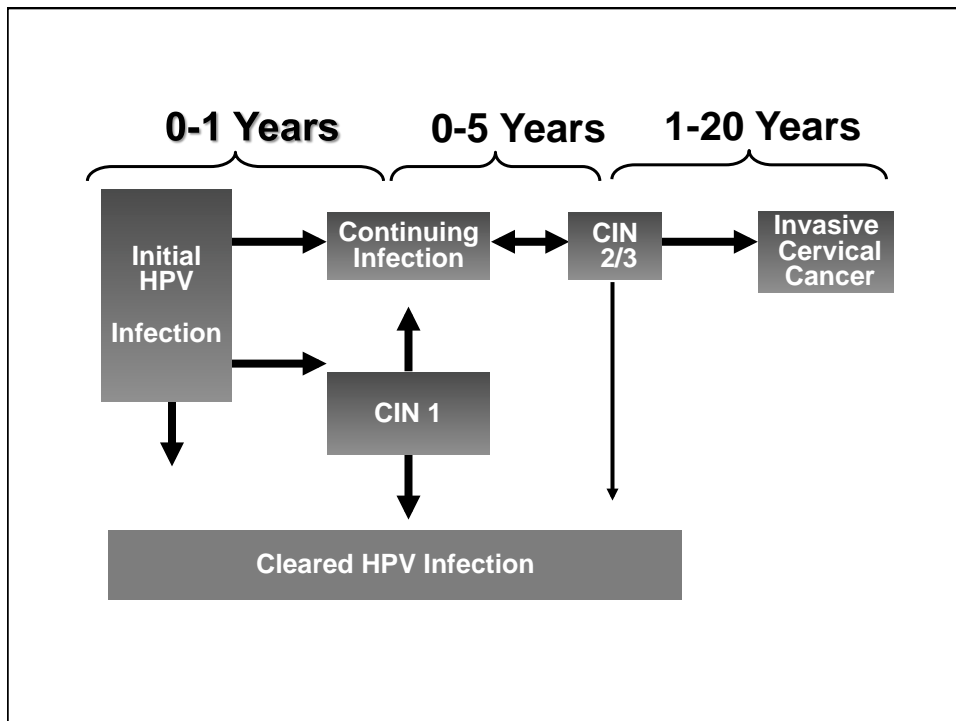 0-1 Years
0-5 Years
1-20 Years
Initial
HPV
Infection
Continuing
Infection
CIN
2/3
Invasive
Cervical
Cancer
CIN 1
Cleared HPV Infection